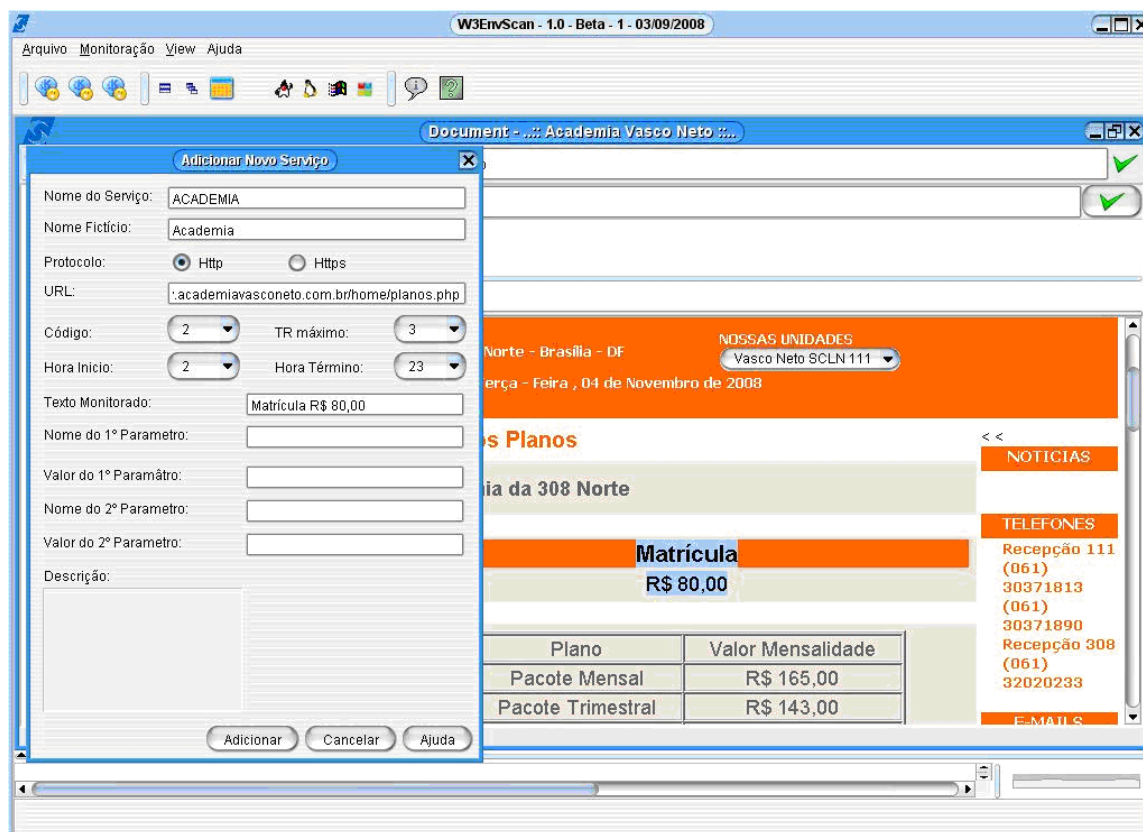 W3EnvScan - 1.0 - Beta - 1 - 03/09/2008
Arquivo Monitoração View Ajuda
Document - ..:: Academia Vasco Neto ::..
Adicionar Novo Serviço
Nome do Serviço: ACADEMIA
Nome Fictício: Academia
Protocolo: Http Https
URL: .academiavasconeto.com.br/home/planos.php
Código: 2 TR máximo: 3
Hora Inicio: 2 Hora Término: 23
Texto Monitorado: Matrícula R$ 80,00
Nome do 1º Parametro:
Valor do 1º Paramâtro:
Nome do 2º Parametro:
Valor do 2º Parametro:
Descrição:
Adicionar Cancelar Ajuda
Norte - Brasília - DF
NOSSAS UNIDADES
Vasco Neto SCLN 111
erça - Feira , 04 de Novembro de 2008
s Planos
ia da 308 Norte
Matrícula
R$ 80,00
Plano Valor Mensalidade
Pacote Mensal R$ 165,00
Pacote Trimestral R$ 143,00
< <
NOTICIAS
TELEFONES
Recepção 111
(061)
30371813
(061)
30371890
Recepção 308
(061)
32020233
E-MAILS